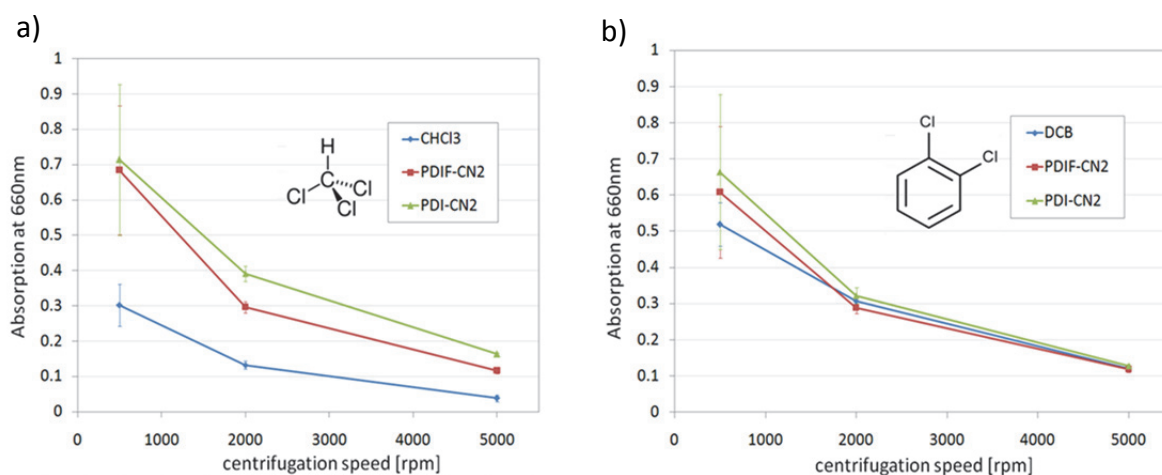 a)
Absorption at 660nm
1
0.9
0.8
0.7
0.6
0.5
0.4
0.3
0.2
0.1
0
H
C
Cl
Cl
Cl
CHCl3
PDIF-CN2
PDI-CN2
0 1000 2000 3000 4000 5000
centrifugation speed [rpm]
b)
Absorption at 660nm
1
0.9
0.8
0.7
0.6
0.5
0.4
0.3
0.2
0.1
0
Cl
Cl
DCB
PDIF-CN2
PDI-CN2
0 1000 2000 3000 4000 5000
centrifugation speed [rpm]